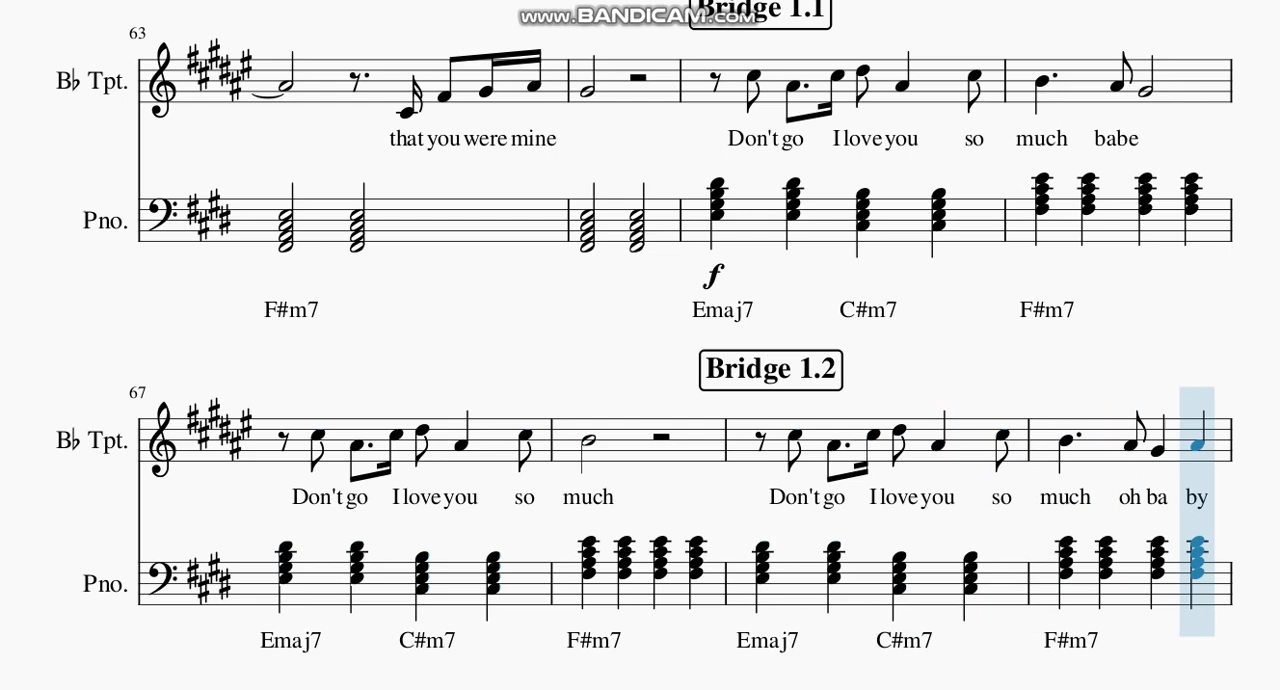 www.BANDICAM.com
Bridge 1.1
63
B♭ Tpt.
that you were mine Don't go I love you so much babe
Pno.
f
F#m7 Emaj7 C#m7 F#m7
Bridge 1.2
67
B♭ Tpt.
Don't go I love you so much Don't go I love you so much oh ba by
Pno.
Emaj7 C#m7 F#m7 Emaj7 C#m7 F#m7